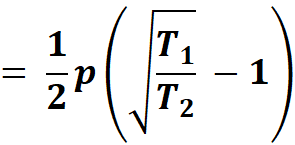 = 1/2 p (√(T₁/T₂) − 1)